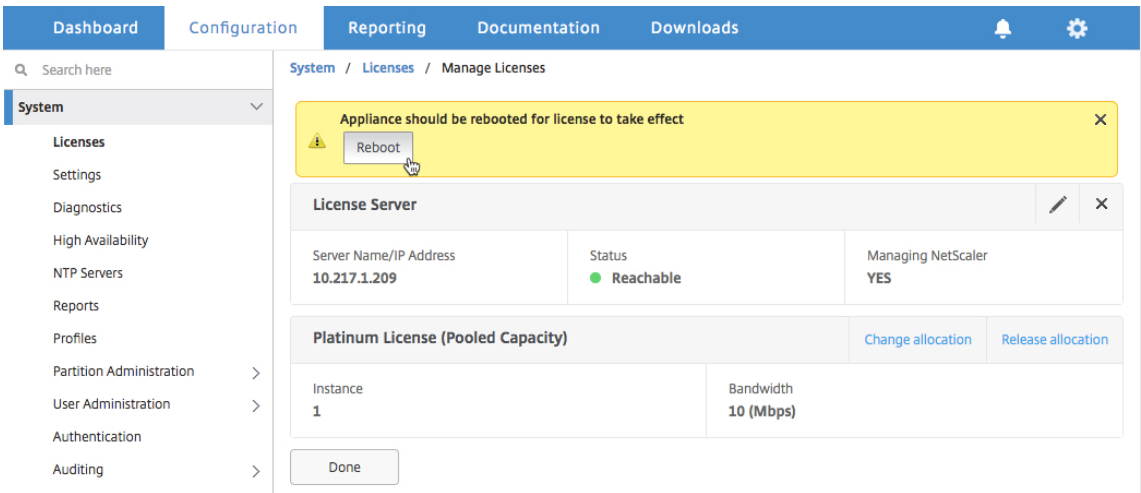 Dashboard Configuration Reporting Documentation Downloads
Search here
System / Licenses / Manage Licenses
System
Licenses
Settings
Diagnostics
High Availability
NTP Servers
Reports
Profiles
Partition Administration
User Administration
Authentication
Auditing
Appliance should be rebooted for license to take effect
Reboot
License Server
Server Name/IP Address Status Managing NetScaler
10.217.1.209 Reachable YES
Platinum License (Pooled Capacity) Change allocation Release allocation
Instance Bandwidth
1 10 (Mbps)
Done